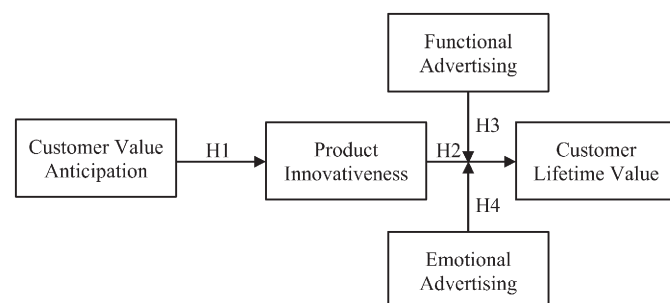 Functional
Advertising
H3
Customer Value
Anticipation
H1
Product
Innovativeness
H2
Customer
Lifetime Value
H4
Emotional
Advertising